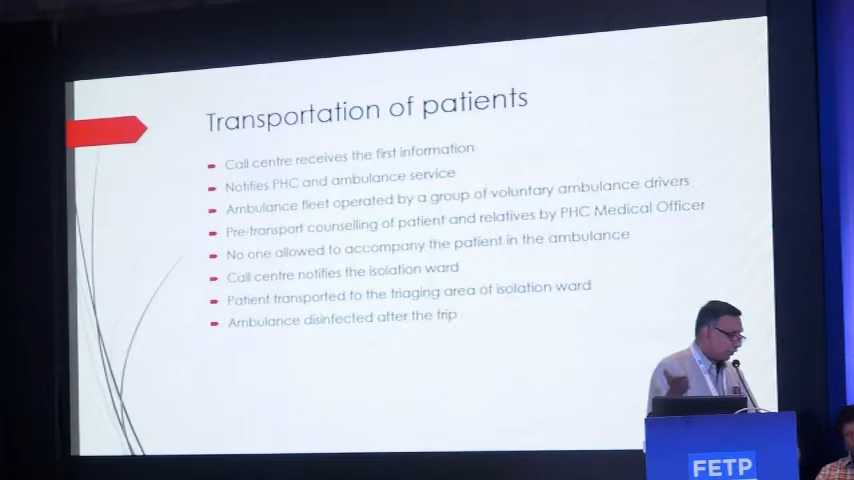 Transportation of patients
Call centre receives the first information
Notifies PHC and ambulance service
Ambulance fleet operated by a group of voluntary ambulance drivers
Pre-transport counselling of patient and relatives by PHC Medical Officer
No one allowed to accompany the patient in the ambulance
Call centre notifies the isolation ward
Patient transported to the triaging area of isolation ward
Ambulance disinfected after the trip
FETP